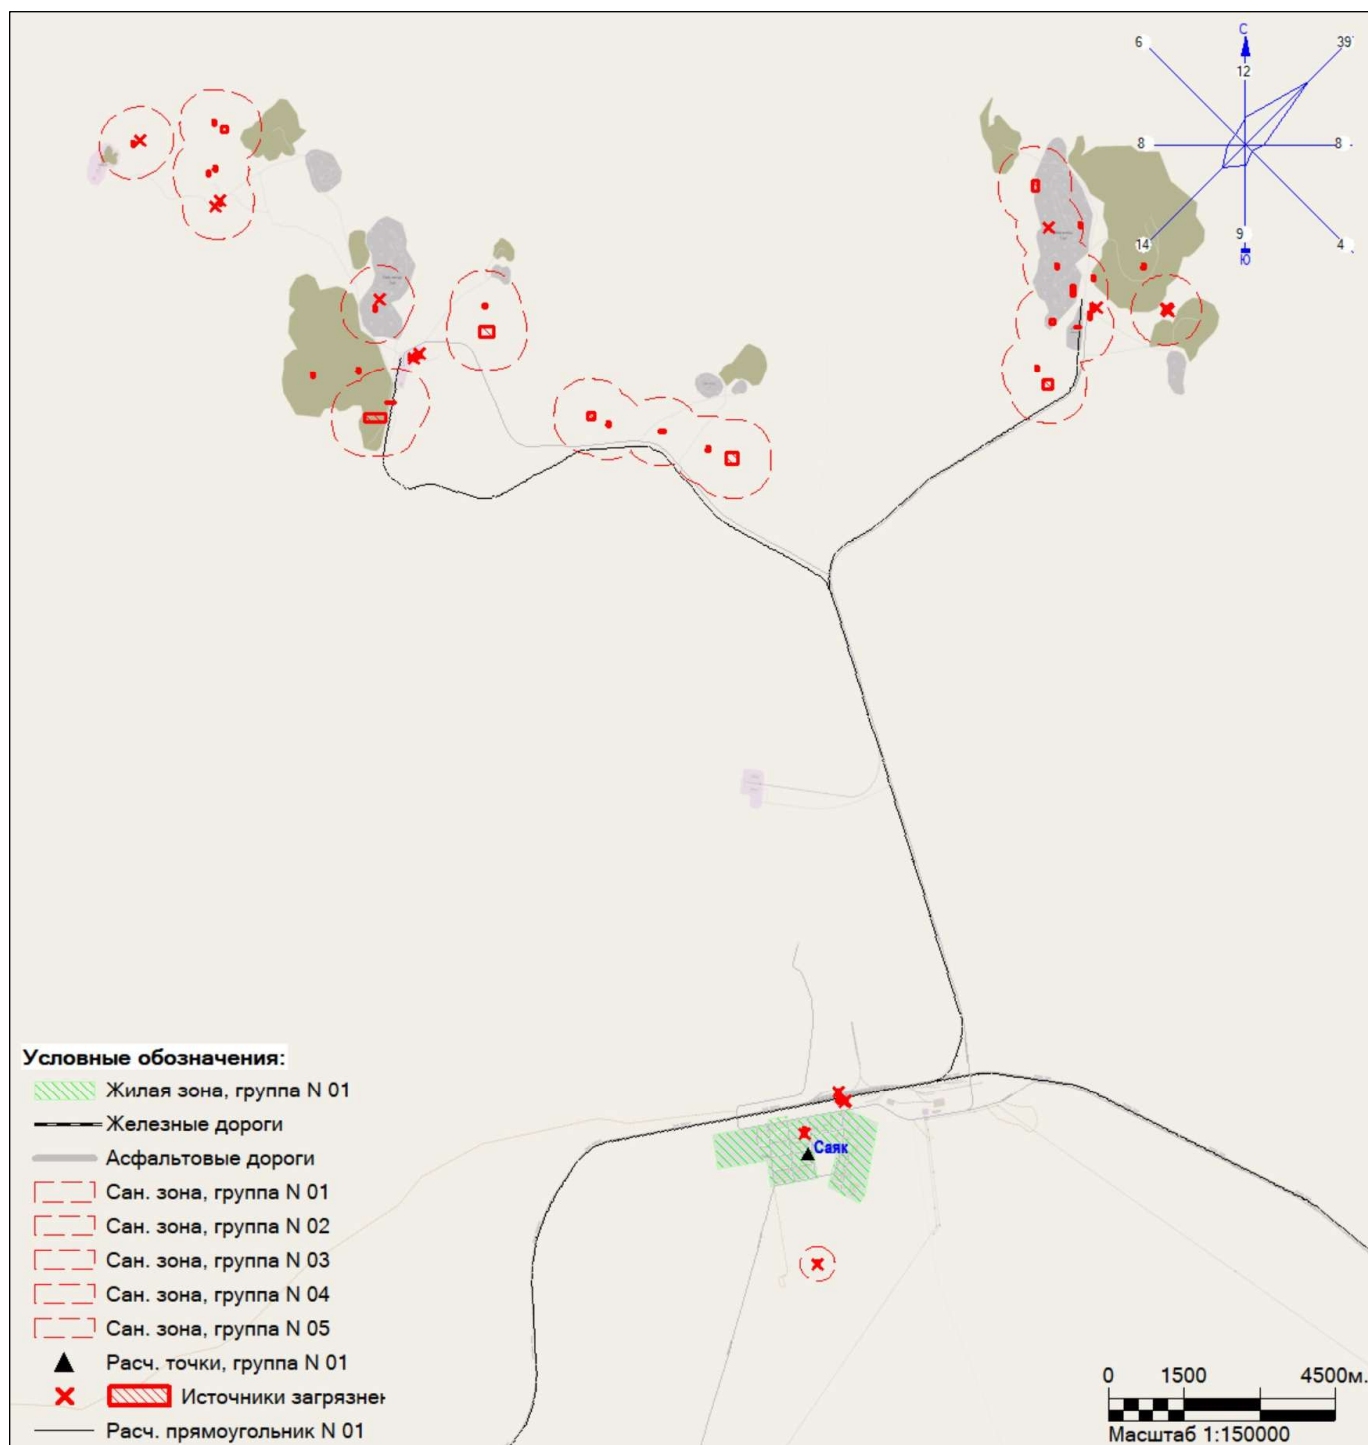 С
6
39
12
8
8
14
9
4
Ю
Саяк
Условные обозначения:
Жилая зона, группа N 01
Железные дороги
Асфальтовые дороги
Сан. зона, группа N 01
Сан. зона, группа N 02
Сан. зона, группа N 03
Сан. зона, группа N 04
Сан. зона, группа N 05
Расч. точки, группа N 01
Источники загрязнен
Расч. прямоугольник N 01
0 1500 4500м.
Масштаб 1:150000